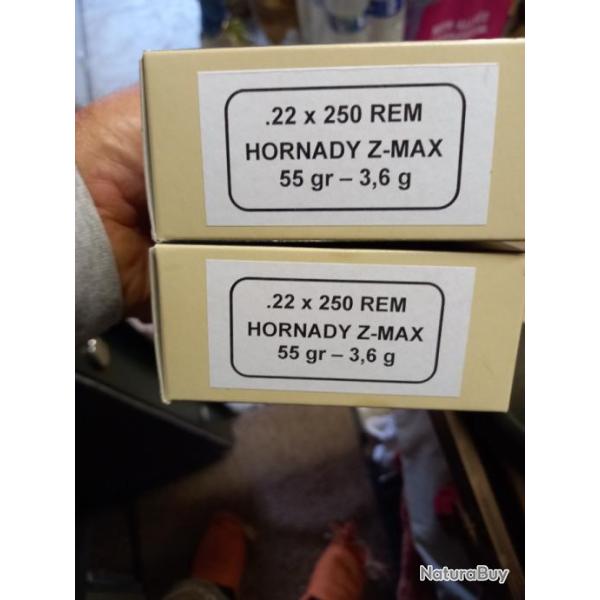 .22 x 250 REM
HORNADY Z-MAX
55 gr – 3,6 g
.22 x 250 REM
HORNADY Z-MAX
55 gr – 3,6 g
NaturaBuy